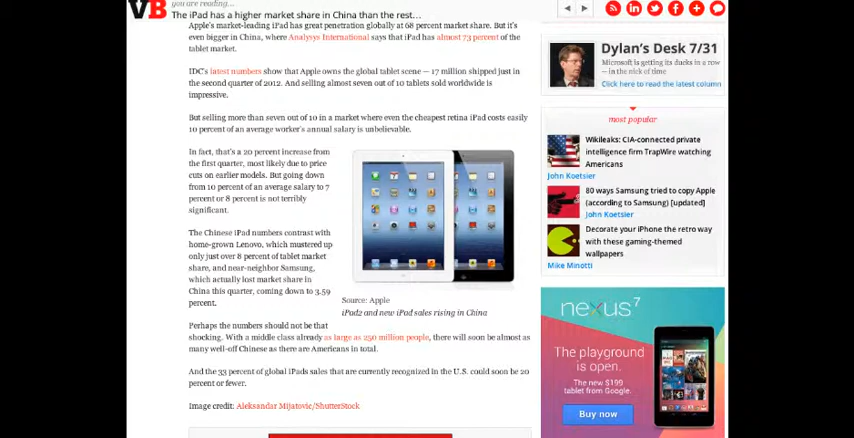 VB
you are reading...
The iPad has a higher market share in China than the rest...
Apple's market-leading iPad has great penetration globally at 68 percent market share. But it's
even bigger in China, where Analysys International says that iPad has almost 73 percent of the
tablet market.
IDC's latest numbers show that Apple owns the global tablet scene — 17 million shipped just in
the second quarter of 2012. And selling almost seven out of 10 tablets sold worldwide is
impressive.
But selling more than seven out of 10 in a market where even the cheapest retina iPad costs easily
10 percent of an average worker's annual salary is unbelievable.
In fact, that's a 20 percent increase from
the first quarter, most likely due to price
cuts on earlier models. But going down
from 10 percent of an average salary to 7
percent or 8 percent is not terribly
significant.
The Chinese iPad numbers contrast with
home-grown Lenovo, which mustered up
only just over 8 percent of tablet market
share, and near-neighbor Samsung,
which actually lost market share in
China this quarter, coming down to 3.59
percent.
Source: Apple
iPad2 and new iPad sales rising in China
Perhaps the numbers should not be that
shocking. With a middle class already as large as 250 million people, there will soon be almost as
many well-off Chinese as there are Americans in total.
And the 33 percent of global iPads sales that are currently recognized in the U.S. could soon be 20
percent or fewer.
Image credit: Aleksandar Mijatovic/ShutterStock
Dylan's Desk 7/31
Microsoft is getting its ducks in a row
— in the nick of time
Click here to read the latest column
most popular
Wikileaks: CIA-connected private
intelligence firm TrapWire watching
Americans
John Koetsier
80 ways Samsung tried to copy Apple
(according to Samsung) [updated]
John Koetsier
Decorate your iPhone the retro way
with these gaming-themed
wallpapers
Mike Minotti
nexus 7
The playground
is open.
The new $199
tablet from Google.
Buy now